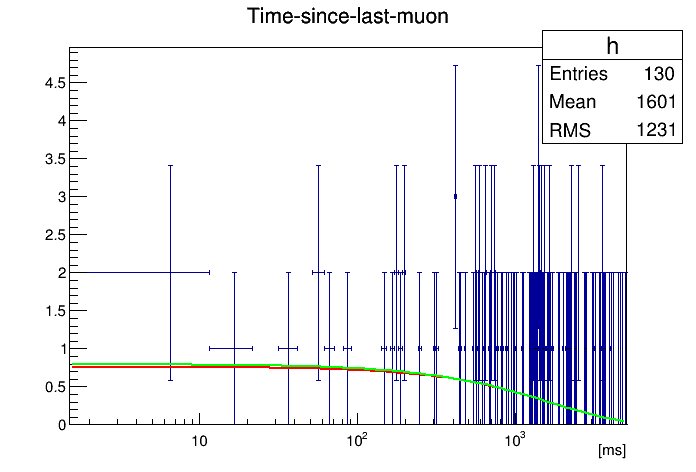 Time-since-last-muon
h
Entries 130
Mean 1601
RMS 1231
4.5
4
3.5
3
2.5
2
1.5
1
0.5
0
10
10²
10³
[ms]